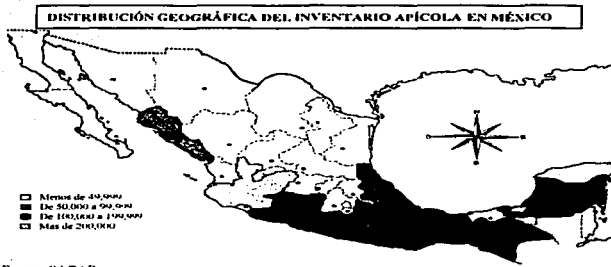 DISTRIBUCIÓN GEOGRÁFICA DEL INVENTARIO APÍCOLA EN MÉXICO
Menos de 49,999
De 50,000 a 99,999
De 100,000 a 199,999
Mas de 200,000